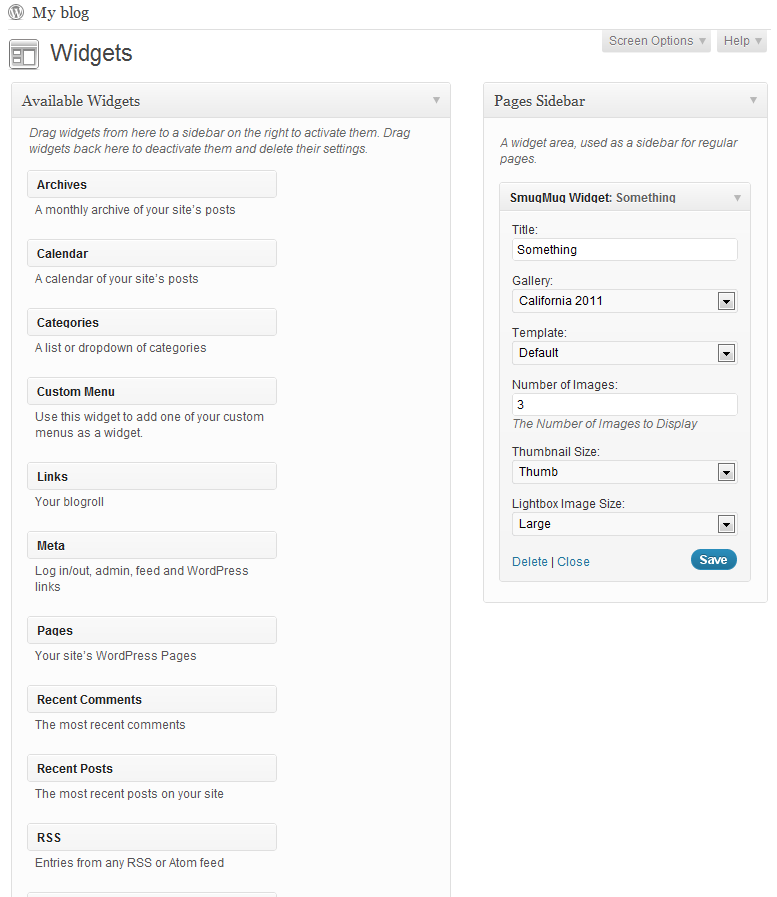 My blog
Screen Options
Help
Widgets
Available Widgets
Drag widgets from here to a sidebar on the right to activate them. Drag
widgets back here to deactivate them and delete their settings.
Archives
A monthly archive of your site's posts
Calendar
A calendar of your site's posts
Categories
A list or dropdown of categories
Custom Menu
Use this widget to add one of your custom
menus as a widget.
Links
Your blogroll
Meta
Log in/out, admin, feed and WordPress
links
Pages
Your site's WordPress Pages
Recent Comments
The most recent comments
Recent Posts
The most recent posts on your site
RSS
Entries from any RSS or Atom feed
Pages Sidebar
A widget area, used as a sidebar for regular
pages.
SmugMug Widget: Something
Title:
Something
Gallery:
California 2011
Template:
Default
Number of Images:
3
The Number of Images to Display
Thumbnail Size:
Thumb
Lightbox Image Size:
Large
Delete | Close
Save